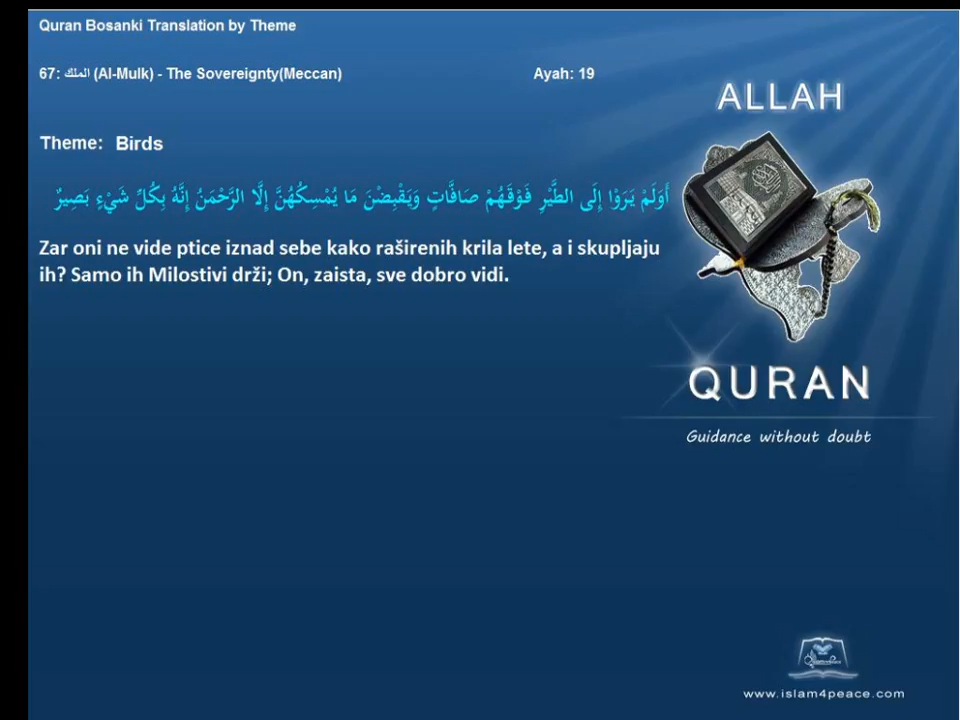 Quran Bosanki Translation by Theme
67: الملك (Al-Mulk) - The Sovereignty(Meccan) Ayah: 19
ALLAH
Theme: Birds
أَوَلَمْ يَرَوْا إِلَى الطَّيْرِ فَوْقَهُمْ صَافَّاتٍ وَيَقْبِضْنَ مَا يُمْسِكُهُنَّ إِلَّا الرَّحْمَنُ إِنَّهُ بِكُلِّ شَيْءٍ بَصِيرٌ
Zar oni ne vide ptice iznad sebe kako raširenih krila lete, a i skupljaju
ih? Samo ih Milostivi drži; On, zaista, sve dobro vidi.
QURAN
Guidance without doubt
www.islam4peace.com